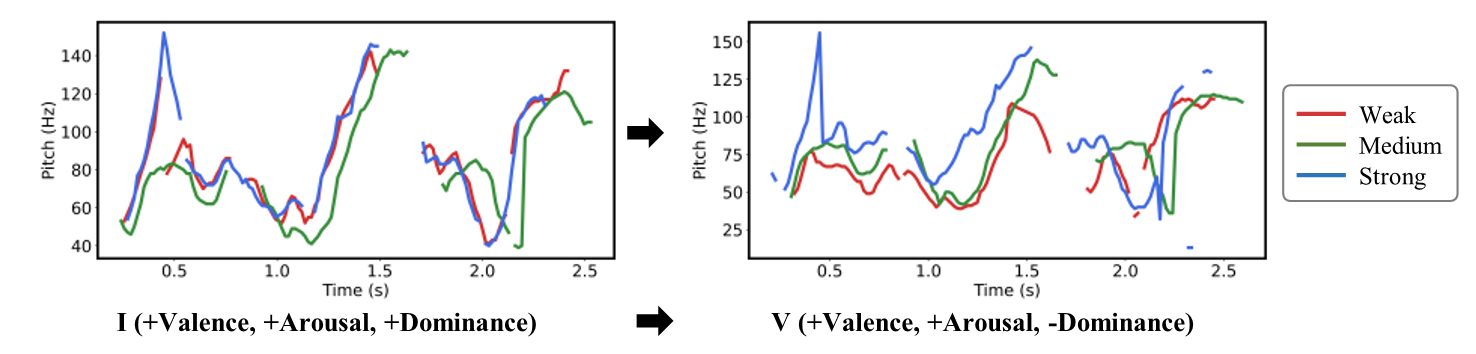 140
120
100
80
60
40
Pitch (Hz)
0.5 1.0 1.5 2.0 2.5
Time (s)
I (+Valence, +Arousal, +Dominance)
150
125
100
75
50
25
Pitch (Hz)
0.5 1.0 1.5 2.0 2.5
Time (s)
V (+Valence, +Arousal, -Dominance)
Weak
Medium
Strong